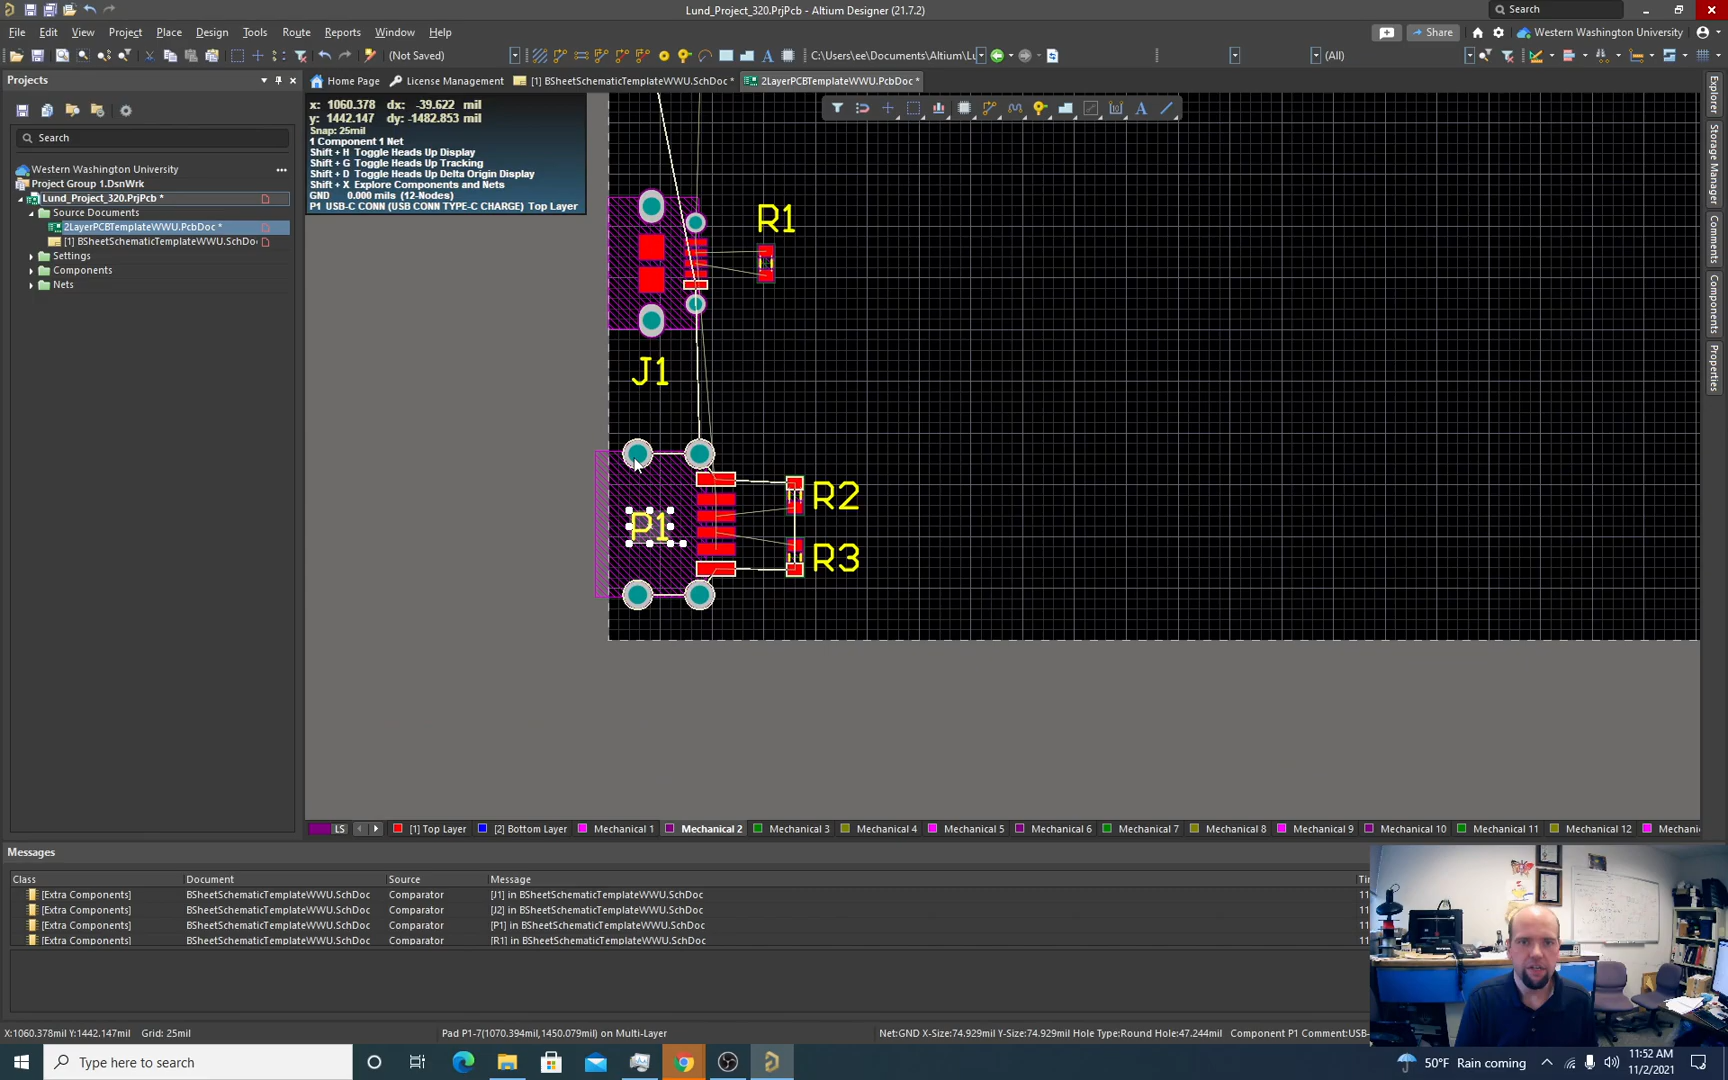 Lund_Project_320.PrjPcb - Altium Designer (21.7.2)
Search
File Edit View Project Place Design Tools Route Reports Window Help
Share
Western Washington University
(Not Saved)
C:\Users\ee\Documents\Altium\Lu
(All)
Projects
Home Page
License Management
[1] BSheetSchematicTemplateWWU.SchDoc *
2LayerPCBTemplateWWU.PcbDoc *
Search
Western Washington University
Project Group 1.DsnWrk
Lund_Project_320.PrjPcb *
Source Documents
2LayerPCBTemplateWWU.PcbDoc *
[1] BSheetSchematicTemplateWWU.SchDo
Settings
Components
Nets
x: 1060.378 dx: -39.622 mil
y: 1442.147 dy: -1482.853 mil
Snap: 25mil
1 Component 1 Net
Shift + H Toggle Heads Up Display
Shift + G Toggle Heads Up Tracking
Shift + D Toggle Heads Up Delta Origin Display
Shift + X Explore Components and Nets
GND 0.000 mils (12-Nodes)
P1 USB-C CONN (USB CONN TYPE-C CHARGE) Top Layer
R1
J1
P1
R2
R3
Explorer
Storage Manager
Manufacturer Part Search
Comments
Components
Properties
LS
[1] Top Layer
[2] Bottom Layer
Mechanical 1
Mechanical 2
Mechanical 3
Mechanical 4
Mechanical 5
Mechanical 6
Mechanical 7
Mechanical 8
Mechanical 9
Mechanical 10
Mechanical 11
Mechanical 12
Mechani
Messages
Class Document Source Message Ti
[Extra Components] BSheetSchematicTemplateWWU.SchDoc Comparator [J1] in BSheetSchematicTemplateWWU.SchDoc
[Extra Components] BSheetSchematicTemplateWWU.SchDoc Comparator [J2] in BSheetSchematicTemplateWWU.SchDoc
[Extra Components] BSheetSchematicTemplateWWU.SchDoc Comparator [P1] in BSheetSchematicTemplateWWU.SchDoc
[Extra Components] BSheetSchematicTemplateWWU.SchDoc Comparator [R1] in BSheetSchematicTemplateWWU.SchDoc
X:1060.378mil Y:1442.147mil Grid: 25mil
Pad P1-7(1070.394mil,1450.079mil) on Multi-Layer
Net:GND X-Size:74.929mil Y-Size:74.929mil Hole Type:Round Hole:47.244mil Component P1 Comment:USB-
Type here to search
50°F Rain coming
11:52 AM
11/2/2021